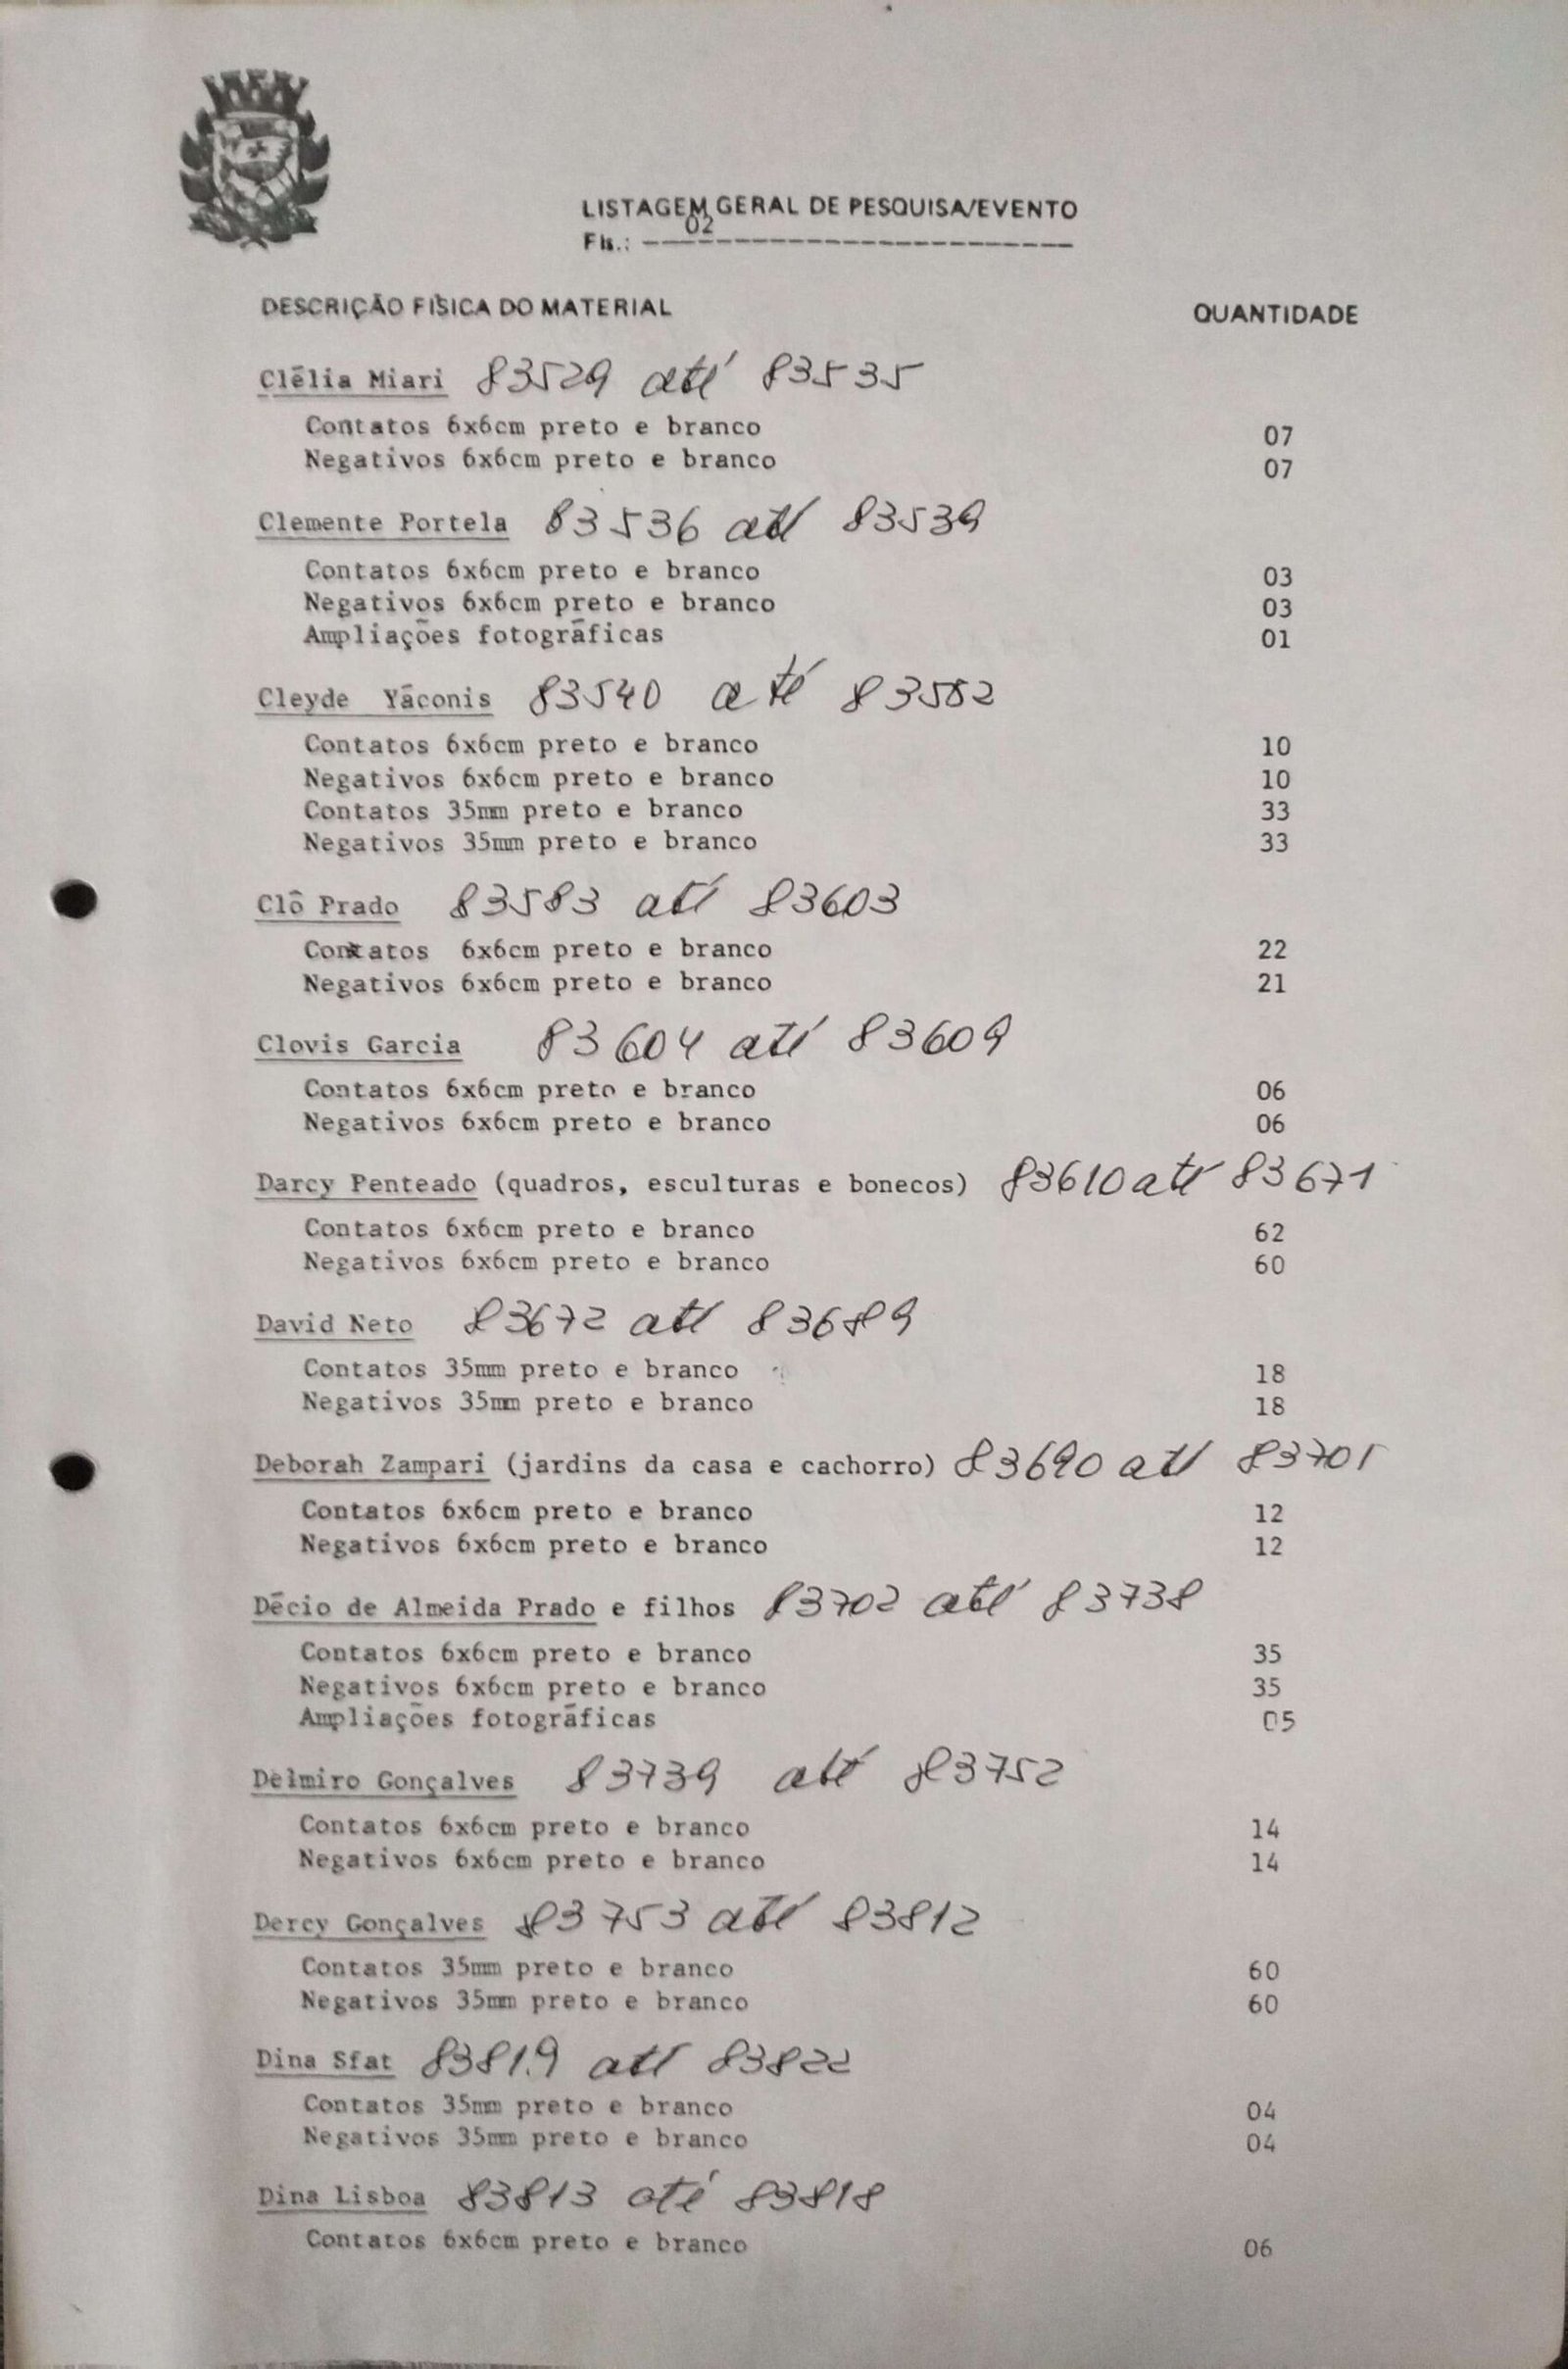 LISTAGEM GERAL DE PESQUISA/EVENTO
Fls.: 02
DESCRIÇÃO FISICA DO MATERIAL QUANTIDADE
Clélia Miari 83529 até 83535
Contatos 6x6cm preto e branco 07
Negativos 6x6cm preto e branco 07
Clemente Portela 83536 até 83539
Contatos 6x6cm preto e branco 03
Negativos 6x6cm preto e branco 03
Ampliações fotográficas 01
Cleyde Yáconis 83540 até 83582
Contatos 6x6cm preto e branco 10
Negativos 6x6cm preto e branco 10
Contatos 35mm preto e branco 33
Negativos 35mm preto e branco 33
Clô Prado 83583 até 83603
Contatos 6x6cm preto e branco 22
Negativos 6x6cm preto e branco 21
Clovis Garcia 83604 até 83609
Contatos 6x6cm preto e branco 06
Negativos 6x6cm preto e branco 06
Darcy Penteado (quadros, esculturas e bonecos) 83610 até 83671
Contatos 6x6cm preto e branco 62
Negativos 6x6cm preto e branco 60
David Neto 83672 até 83689
Contatos 35mm preto e branco 18
Negativos 35mm preto e branco 18
Deborah Zampari (jardins da casa e cachorro) 83690 até 83701
Contatos 6x6cm preto e branco 12
Negativos 6x6cm preto e branco 12
Décio de Almeida Prado e filhos 83702 até 83738
Contatos 6x6cm preto e branco 35
Negativos 6x6cm preto e branco 35
Ampliações fotográficas 05
Delmiro Gonçalves 83739 até 83752
Contatos 6x6cm preto e branco 14
Negativos 6x6cm preto e branco 14
Dercy Gonçalves 83753 até 83812
Contatos 35mm preto e branco 60
Negativos 35mm preto e branco 60
Dina Sfat 83819 até 83822
Contatos 35mm preto e branco 04
Negativos 35mm preto e branco 04
Dina Lisboa 83813 até 83818
Contatos 6x6cm preto e branco 06